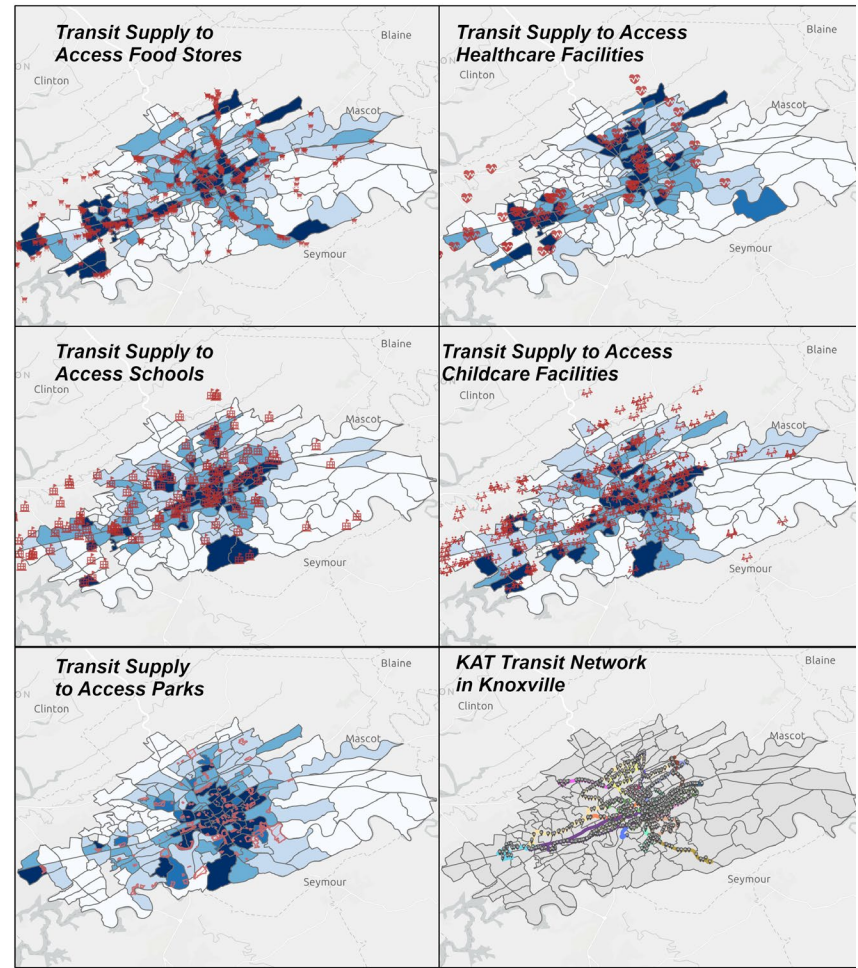 Transit Supply to
Access Food Stores
Blaine
Clinton
Mascot
Seymour
Transit Supply to Access
Healthcare Facilities
Blaine
Clinton
Mascot
Seymour
Transit Supply to
Access Schools
Blaine
Clinton
Mascot
Seymour
Transit Supply to Access
Childcare Facilities
Blaine
Clinton
Mascot
Seymour
Transit Supply
to Access Parks
Blaine
ON
Clinton
Mascot
Seymour
KAT Transit Network
in Knoxville
Blaine
Clinton
Mascot
Seymour